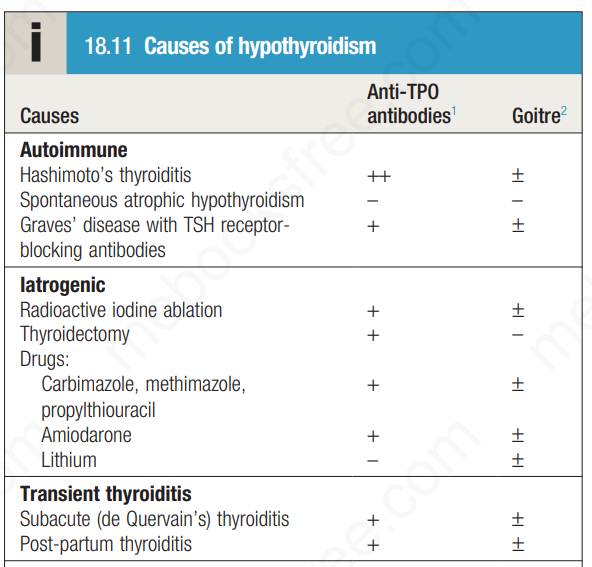 i 18.11 Causes of hypothyroidism
Causes Anti-TPO antibodies1 Goitre2
Autoimmune
Hashimoto’s thyroiditis ++ ±
Spontaneous atrophic hypothyroidism – –
Graves’ disease with TSH receptor- + ±
blocking antibodies
Iatrogenic
Radioactive iodine ablation + ±
Thyroidectomy + –
Drugs:
Carbimazole, methimazole, + ±
propylthiouracil
Amiodarone + ±
Lithium – ±
Transient thyroiditis
Subacute (de Quervain’s) thyroiditis + ±
Post-partum thyroiditis + ±